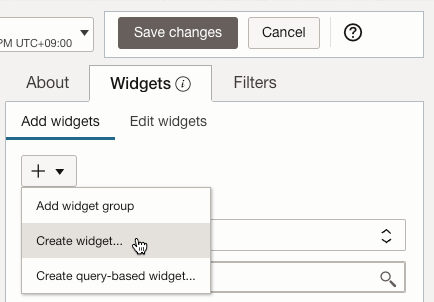 PM UTC+09:00
Save changes
Cancel
?
About
Widgets i
Filters
Add widgets
Edit widgets
+
Add widget group
Create widget...
Create query-based widget...